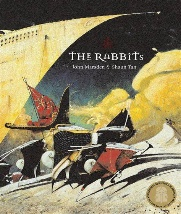 THE RABBITS
John Marsden & Shaun Tan